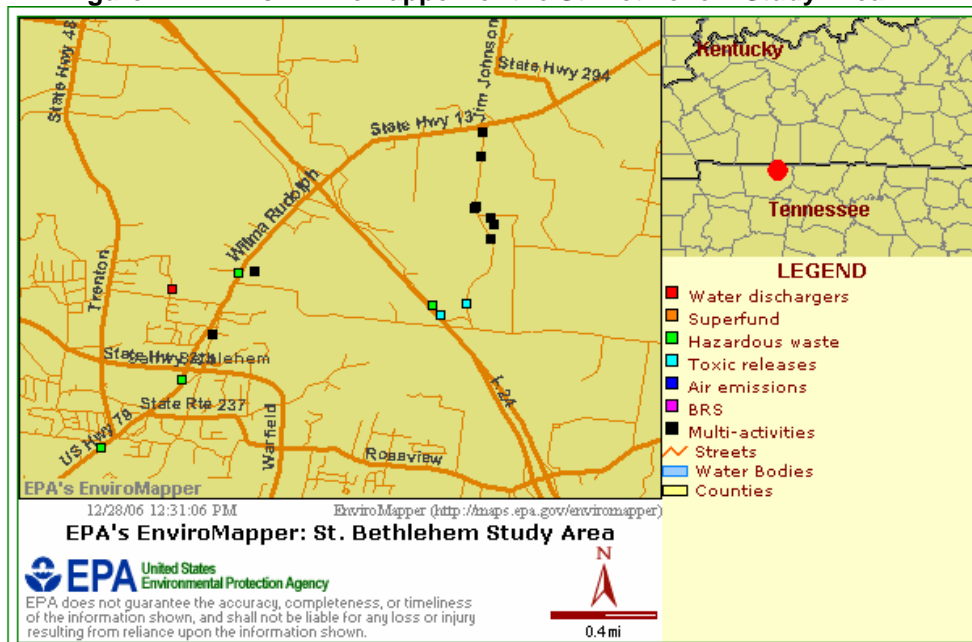 State Hwy 48
Trenton
Wilma Rudolph
State Hwy 13
Jim Johnson
State Hwy 294
State Hwy
Bethlehem
State Rte 237
US Hwy 79
Warfield
Rossview
I-24
EPA's EnviroMapper
Kentucky
Tennessee
LEGEND
Water dischargers
Superfund
Hazardous waste
Toxic releases
Air emissions
BRS
Multi-activities
Streets
Water Bodies
Counties
12/28/06 12:31:06 PM
EnviroMapper (http://maps.epa.gov/enviromapper)
EPA's EnviroMapper: St. Bethlehem Study Area
EPA United States
Environmental Protection Agency
EPA does not guarantee the accuracy, completeness, or timeliness
of the information shown, and shall not be liable for any loss or injury
resulting from reliance upon the information shown.
N
0.4 mi